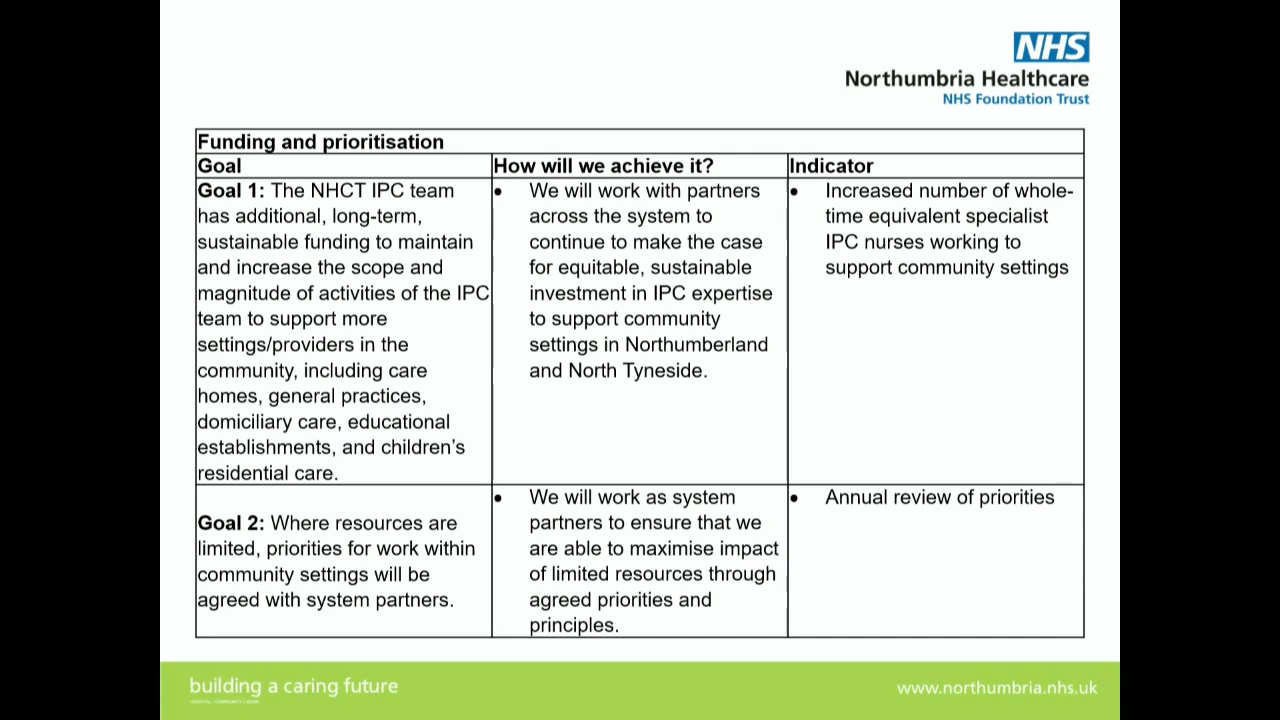 NHS
Northumbria Healthcare
NHS Foundation Trust
Funding and prioritisation
Goal
How will we achieve it?
Indicator
Goal 1: The NHCT IPC team
has additional, long-term,
sustainable funding to maintain
and increase the scope and
magnitude of activities of the IPC
team to support more
settings/providers in the
community, including care
homes, general practices,
domiciliary care, educational
establishments, and children’s
residential care.
• We will work with partners
across the system to
continue to make the case
for equitable, sustainable
investment in IPC expertise
to support community
settings in Northumberland
and North Tyneside.
• Increased number of whole-
time equivalent specialist
IPC nurses working to
support community settings
Goal 2: Where resources are
limited, priorities for work within
community settings will be
agreed with system partners.
• We will work as system
partners to ensure that we
are able to maximise impact
of limited resources through
agreed priorities and
principles.
• Annual review of priorities
building a caring future
www.northumbria.nhs.uk